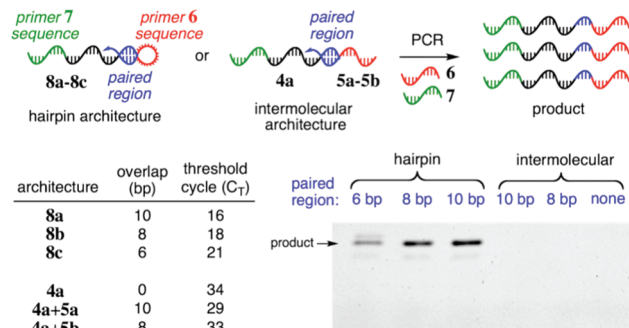 primer 7 sequence
primer 6 sequence
8a-8c
paired region
hairpin architecture
or
paired region
4a
5a-5b
intermolecular architecture
PCR
6
7
product
architecture overlap (bp) threshold cycle (CT)
8a 10 16
8b 8 18
8c 6 21
4a 0 34
4a+5a 10 29
4a+5b 8 33
hairpin intermolecular
paired region: 6 bp 8 bp 10 bp 10 bp 8 bp none
product